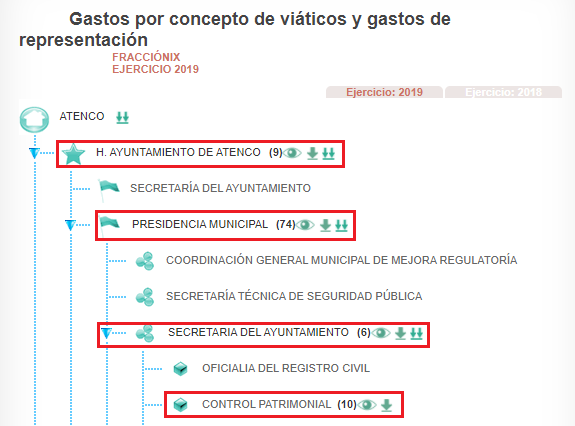 Gastos por concepto de viáticos y gastos de
representación
FRACCIÓNIX
EJERCICIO 2019
Ejercicio: 2019 Ejercicio: 2018
ATENCO
H. AYUNTAMIENTO DE ATENCO (9)
SECRETARÍA DEL AYUNTAMIENTO
PRESIDENCIA MUNICIPAL (74)
COORDINACIÓN GENERAL MUNICIPAL DE MEJORA REGULATORÍA
SECRETARÍA TÉCNICA DE SEGURIDAD PÚBLICA
SECRETARIA DEL AYUNTAMIENTO (6)
OFICIALIA DEL REGISTRO CIVIL
CONTROL PATRIMONIAL (10)